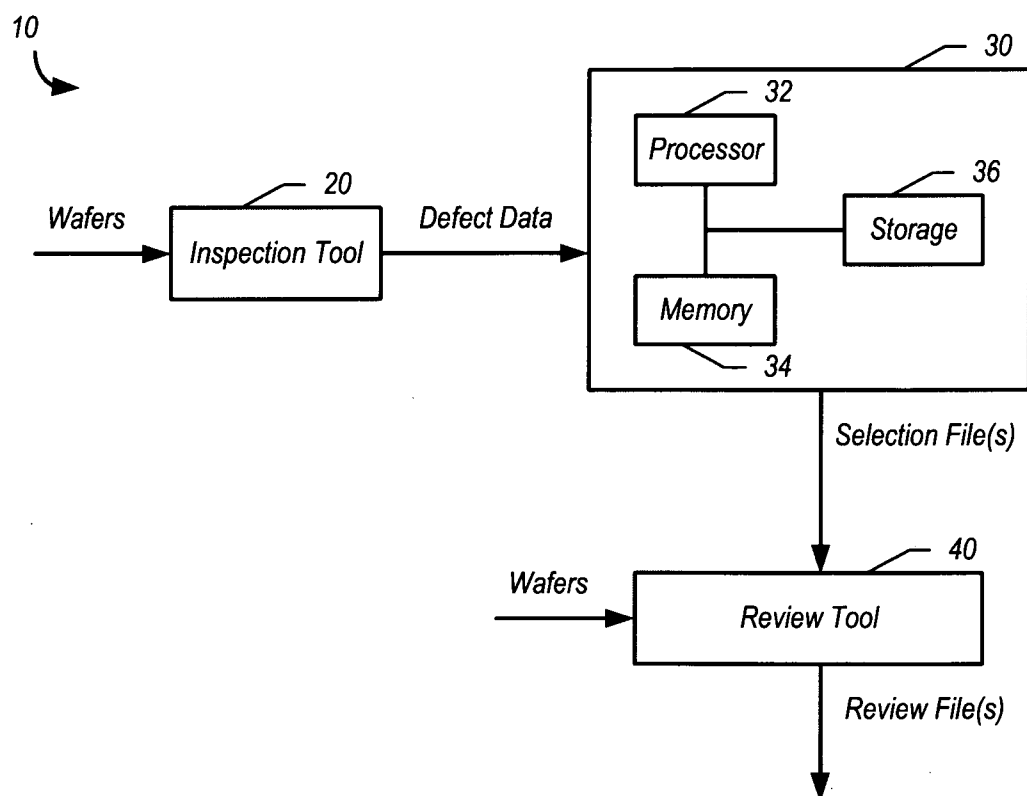 10
30
32
Processor
36
Storage
20
Wafers
Inspection Tool
Defect Data
Memory
34
Selection File(s)
40
Wafers
Review Tool
Review File(s)